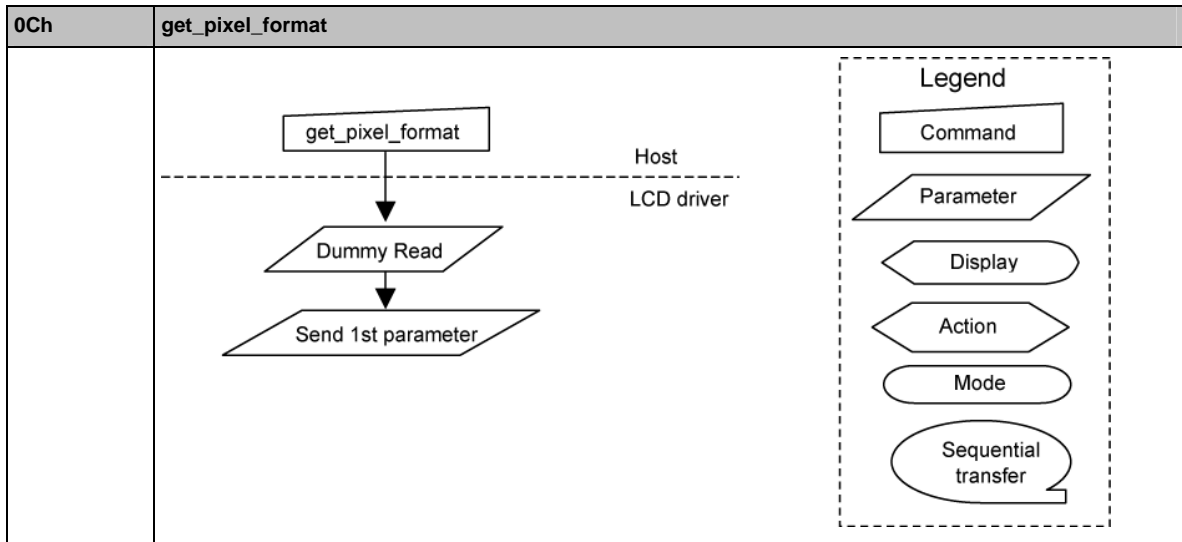 0Ch get_pixel_format
get_pixel_format
Host
LCD driver
Dummy Read
Send 1st parameter
Legend
Command
Parameter
Display
Action
Mode
Sequential
transfer